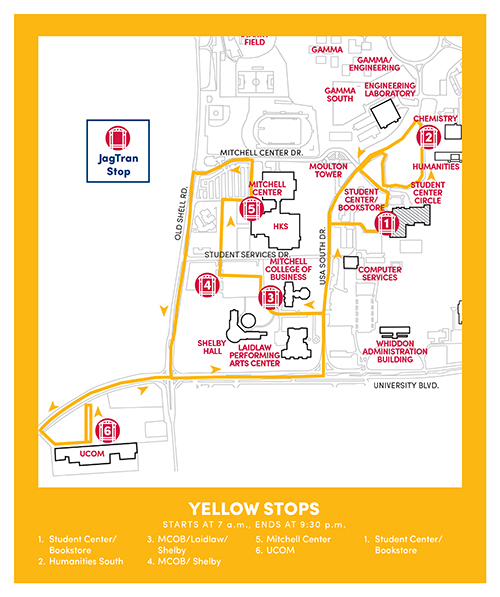 FIELD
GAMMA
GAMMA/
ENGINEERING
GAMMA
SOUTH
ENGINEERING
LABORATORY
CHEMISTRY
2
JagTran
Stop
MITCHELL CENTER DR.
MOULTON
TOWER
HUMANITIES
MITCHELL
CENTER
STUDENT
CENTER/
BOOKSTORE
STUDENT
CENTER
CIRCLE
OLD SHELL RD.
5
1
HKS
USA SOUTH DR.
STUDENT SERVICES DR.
MITCHELL
COLLEGE OF
BUSINESS
COMPUTER
SERVICES
4
3
SHELBY
HALL
LAIDLAW
PERFORMING
ARTS CENTER
WHIDDON
ADMINISTRATION
BUILDING
UNIVERSITY BLVD.
6
UCOM
YELLOW STOPS
STARTS AT 7 a.m., ENDS AT 9:30 p.m.
1. Student Center/
Bookstore
2. Humanities South
3. MCOB/Laidlaw/
Shelby
4. MCOB/ Shelby
5. Mitchell Center
6. UCOM
1. Student Center/
Bookstore